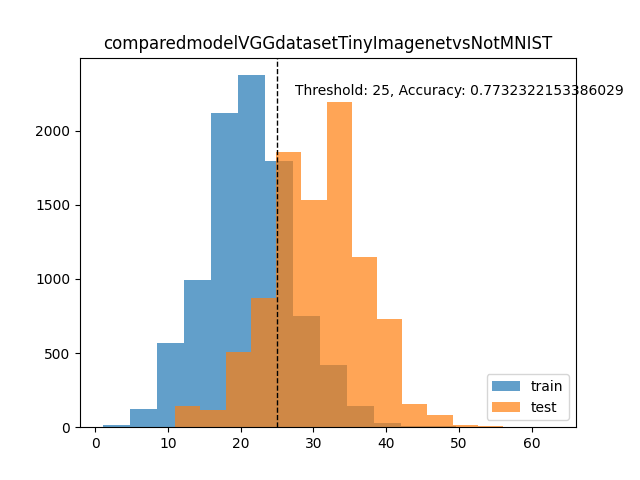 comparedmodelVGGdatasetTinyImagenetvsNotMNIST
Threshold: 25, Accuracy: 0.7732322153386029
2000
1500
1000
500
0
0 10 20 30 40 50 60
train
test